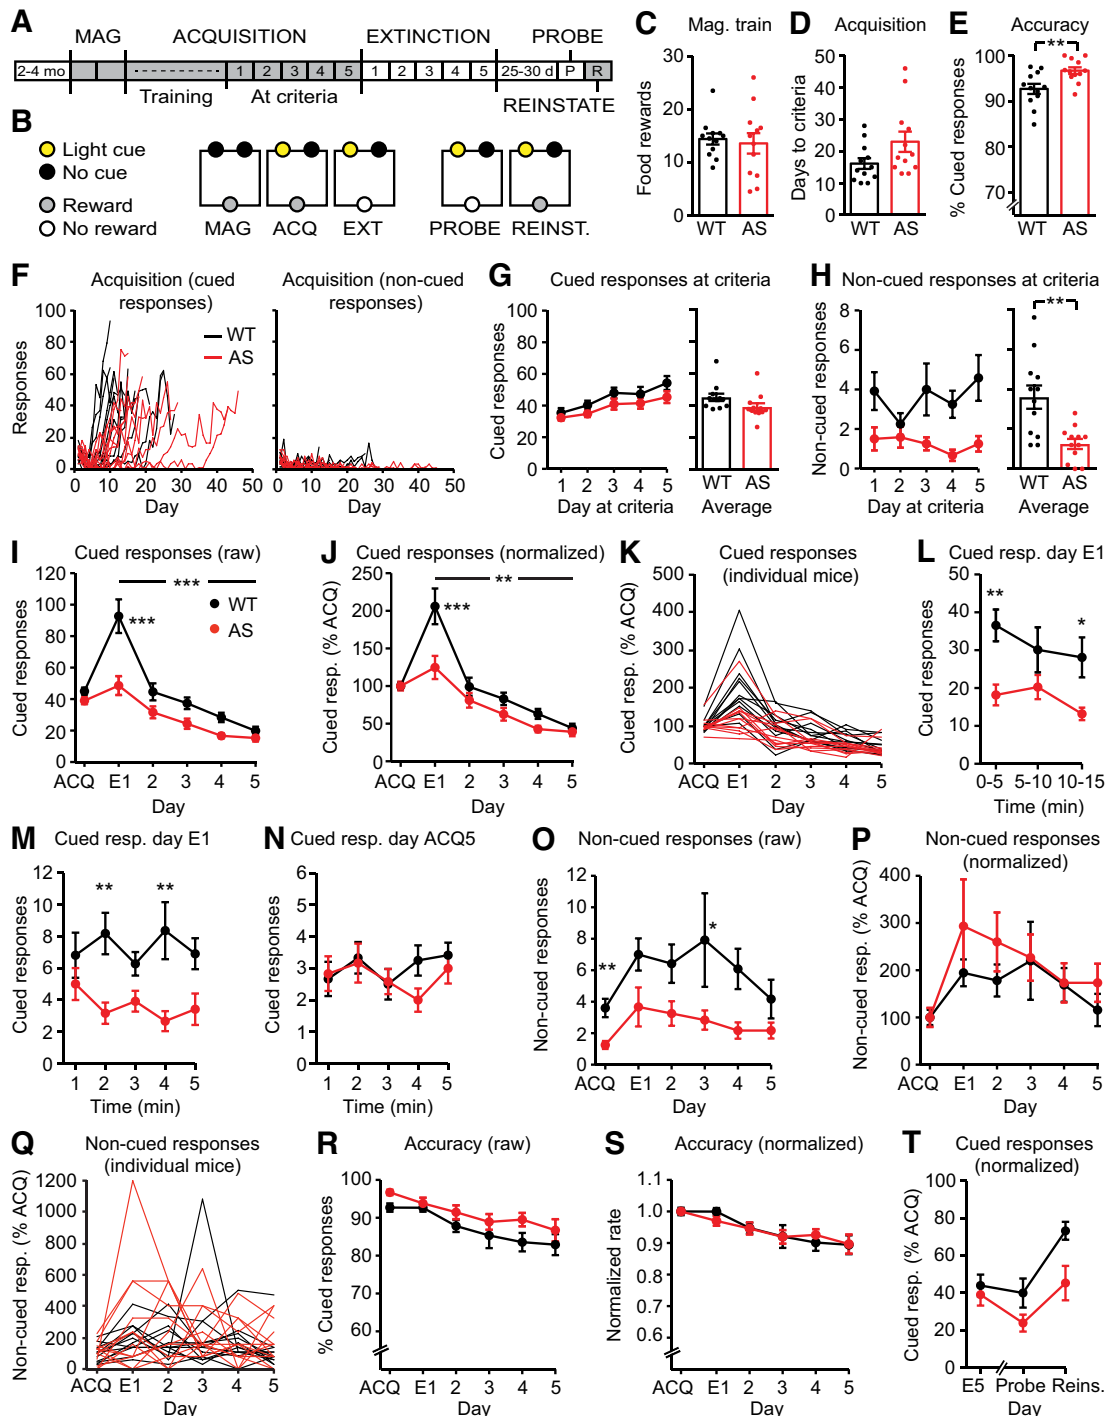 A
MAG ACQUISITION EXTINCTION PROBE
2-4 mo 1 2 3 4 5 1 2 3 4 5 25-30 d P R
Training At criteria REINSTATE
B
Light cue
No cue
Reward
No reward
MAG ACQ EXT PROBE REINST.
C Mag. train
Food rewards
30
20
10
0
WT AS
D Acquisition
Days to criteria
50
40
30
20
10
0
WT AS
E Accuracy
**
% Cued responses
100
90
80
70
WT AS
F Acquisition (cued responses)
Acquisition (non-cued responses)
WT
AS
Responses
100
80
60
40
20
0
0 10 20 30 40 50
Day
0 10 20 30 40 50
Day
G Cued responses at criteria
Cued responses
100
80
60
40
20
0
1 2 3 4 5
Day at criteria
WT AS
Average
H Non-cued responses at criteria
**
Non-cued responses
8
6
4
2
0
1 2 3 4 5
Day at criteria
WT AS
Average
I Cued responses (raw)
***
***
WT
AS
Cued responses
120
100
80
60
40
20
0
ACQ E1 2 3 4 5
Day
J Cued responses (normalized)
**
***
Cued resp. (% ACQ)
250
200
150
100
50
0
ACQ E1 2 3 4 5
Day
K Cued responses
(individual mice)
Cued resp. (% ACQ)
500
400
300
200
100
0
ACQ E1 2 3 4 5
Day
L Cued resp. day E1
**
*
Cued responses
40
30
20
10
0
0-5 5-10 10-15
Time (min)
M Cued resp. day E1
** **
Cued responses
12
10
8
6
4
2
0
1 2 3 4 5
Time (min)
N Cued resp. day ACQ5
Cued responses
6
5
4
3
2
1
0
1 2 3 4 5
Time (min)
O Non-cued responses (raw)
**
*
Non-cued responses
12
10
8
6
4
2
0
ACQ E1 2 3 4 5
Day
P Non-cued responses
(normalized)
Non-cued resp. (% ACQ)
400
300
200
100
0
ACQ E1 2 3 4 5
Day
Q Non-cued responses
(individual mice)
Non-cued resp. (% ACQ)
1200
1000
800
600
400
200
0
ACQ E1 2 3 4 5
Day
R Accuracy (raw)
% Cued responses
100
90
80
70
60
ACQ E1 2 3 4 5
Day
S Accuracy (normalized)
Normalized rate
1.1
1.0
0.9
0.8
0.7
0.6
ACQ E1 2 3 4 5
Day
T Cued responses
(normalized)
Cued resp. (% ACQ)
100
80
60
40
20
0
E5 Probe Reins.
Day